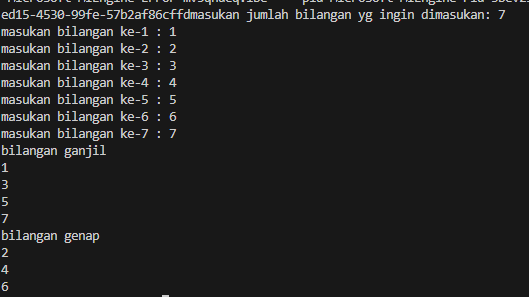 ed15-4530-99fe-57b2af86cffdmasukan jumlah bilangan yg ingin dimasukan: 7
masukan bilangan ke-1 : 1
masukan bilangan ke-2 : 2
masukan bilangan ke-3 : 3
masukan bilangan ke-4 : 4
masukan bilangan ke-5 : 5
masukan bilangan ke-6 : 6
masukan bilangan ke-7 : 7
bilangan ganjil
1
3
5
7
bilangan genap
2
4
6